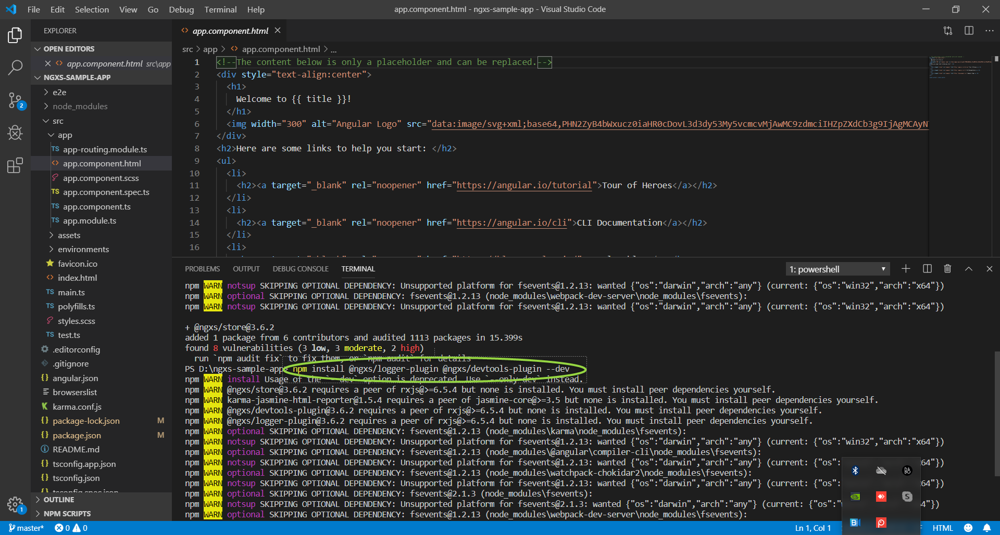 File Edit Selection View Go Debug Terminal Help
app.component.html - ngxs-sample-app - Visual Studio Code
EXPLORER
OPEN EDITORS
app.component.html src\app
NGXS-SAMPLE-APP
e2e
node_modules
src
app
TS app-routing.module.ts
app.component.html
app.component.scss
TS app.component.spec.ts
TS app.component.ts
TS app.module.ts
assets
environments
favicon.ico
index.html
TS main.ts
TS polyfills.ts
styles.scss
TS test.ts
.editorconfig
.gitignore
{} angular.json
browserslist
karma.conf.js
{} package-lock.json M
{} package.json M
README.md
{} tsconfig.app.json
{} tsconfig.json
{} tsconfig.spec.json
OUTLINE
NPM SCRIPTS
2
1
app.component.html
src > app > app.component.html > ...
1 <!--The content below is only a placeholder and can be replaced.-->
2 <div style="text-align:center">
3 <h1>
4 Welcome to {{ title }}!
5 </h1>
6 <img width="300" alt="Angular Logo" src="data:image/svg+xml;base64,PHN2ZyB4bWxucz0iaHR0cDovL3d3dy53My5vcmcvMjAwMC9zdmciIHZpZXdCb3g9IjAgMCAyN
7 </div>
8 <h2>Here are some links to help you start: </h2>
9 <ul>
10 <li>
11 <h2><a target="_blank" rel="noopener" href="https://angular.io/tutorial">Tour of Heroes</a></h2>
12 </li>
13 <li>
14 <h2><a target="_blank" rel="noopener" href="https://angular.io/cli">CLI Documentation</a></h2>
15 </li>
16 <li>
PROBLEMS OUTPUT DEBUG CONSOLE TERMINAL
1: powershell
npm WARN notsup SKIPPING OPTIONAL DEPENDENCY: Unsupported platform for fsevents@1.2.13: wanted {"os":"darwin","arch":"any"} (current: {"os":"win32","arch":"x64"})
npm WARN optional SKIPPING OPTIONAL DEPENDENCY: fsevents@1.2.13 (node_modules\webpack-dev-server\node_modules\fsevents):
npm WARN notsup SKIPPING OPTIONAL DEPENDENCY: Unsupported platform for fsevents@1.2.13: wanted {"os":"darwin","arch":"any"} (current: {"os":"win32","arch":"x64"})
+ @ngxs/store@3.6.2
added 1 package from 6 contributors and audited 1113 packages in 15.399s
found 8 vulnerabilities (3 low, 3 moderate, 2 high)
run `npm audit fix` to fix them, or `npm audit` for details
PS D:\ngxs-sample-app> npm install @ngxs/logger-plugin @ngxs/devtools-plugin --dev
npm WARN install Usage of the `--dev` option is deprecated. Use `--only=dev` instead.
npm WARN @ngxs/store@3.6.2 requires a peer of rxjs@>=6.5.4 but none is installed. You must install peer dependencies yourself.
npm WARN karma-jasmine-html-reporter@1.5.4 requires a peer of jasmine-core@>=3.5 but none is installed. You must install peer dependencies yourself.
npm WARN @ngxs/devtools-plugin@3.6.2 requires a peer of rxjs@>=6.5.4 but none is installed. You must install peer dependencies yourself.
npm WARN @ngxs/logger-plugin@3.6.2 requires a peer of rxjs@>=6.5.4 but none is installed. You must install peer dependencies yourself.
npm WARN optional SKIPPING OPTIONAL DEPENDENCY: fsevents@1.2.13 (node_modules\karma\node_modules\fsevents):
npm WARN notsup SKIPPING OPTIONAL DEPENDENCY: Unsupported platform for fsevents@1.2.13: wanted {"os":"darwin","arch":"any"} (current: {"os":"win32","arch":"x64"})
npm WARN optional SKIPPING OPTIONAL DEPENDENCY: fsevents@1.2.13 (node_modules\@angular\compiler-cli\node_modules\fsevents):
npm WARN notsup SKIPPING OPTIONAL DEPENDENCY: Unsupported platform for fsevents@1.2.13: wanted {"os":"darwin","arch":"any"} (current: {"os": 64"})
npm WARN optional SKIPPING OPTIONAL DEPENDENCY: fsevents@1.2.13 (node_modules\watchpack-chokidar2\node_modules\fsevents):
npm WARN notsup SKIPPING OPTIONAL DEPENDENCY: Unsupported platform for fsevents@1.2.13: wanted {"os":"darwin","arch":"any"} (current: {"os": 64"})
npm WARN optional SKIPPING OPTIONAL DEPENDENCY: fsevents@2.1.3 (node_modules\fsevents):
npm WARN notsup SKIPPING OPTIONAL DEPENDENCY: Unsupported platform for fsevents@2.1.3: wanted {"os":"darwin","arch":"any"} (current: {"os":"w 4"})
npm WARN optional SKIPPING OPTIONAL DEPENDENCY: fsevents@1.2.13 (node_modules\webpack-dev-server\node_modules\fsevents):
master* 0 0
Ln 1, Col 1
HTML